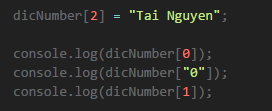 dicNumber[2] = "Tai Nguyen";
console.log(dicNumber[0]);
console.log(dicNumber["0"]);
console.log(dicNumber[1]);